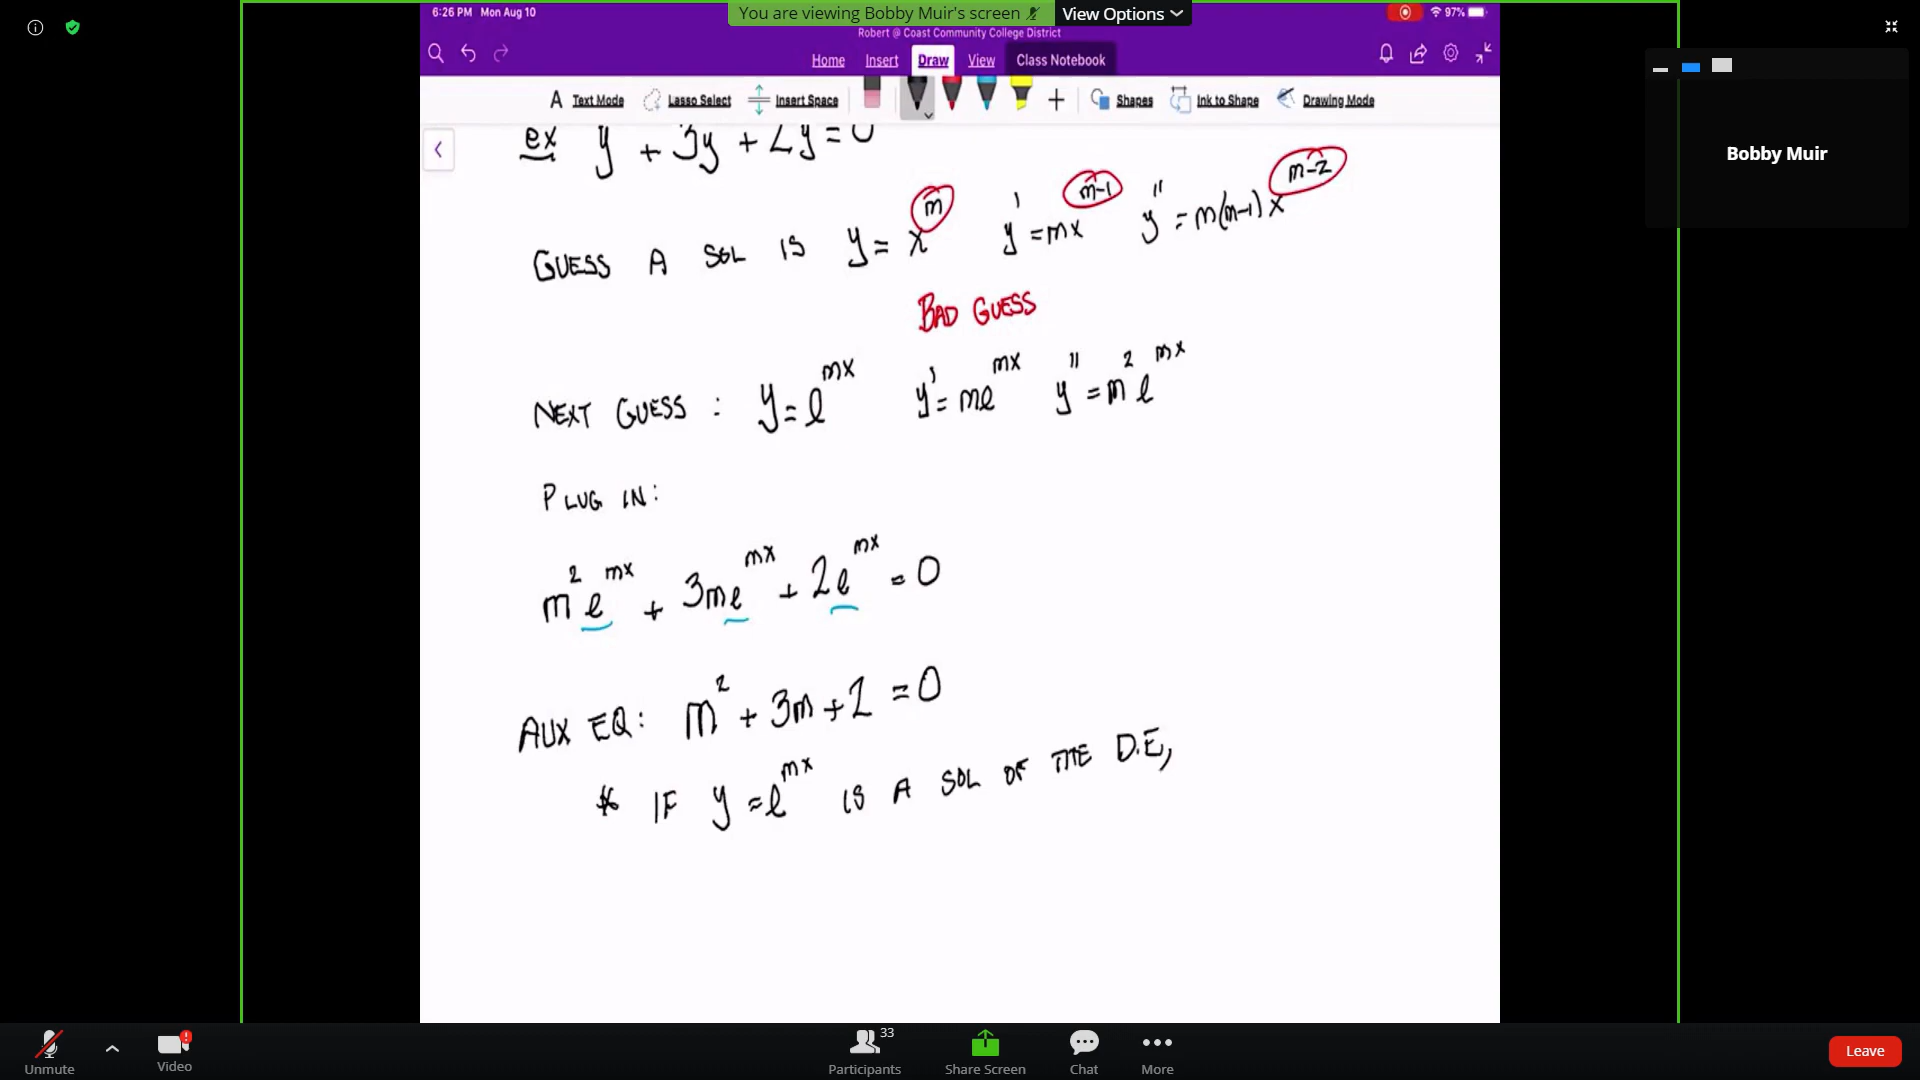 6:26 PM Mon Aug 10
You are viewing Bobby Muir's screen
View Options
97%
Robert @ Coast Community College District
Home Insert Draw View Class Notebook
Text Mode Lasso Select Insert Space Shapes Ink to Shape Drawing Mode
Bobby Muir
ex y + 3y + 2y = 0
GUESS A SOL IS y = x^m y' = mx^(m-1) y'' = m(m-1)x^(m-2)
BAD GUESS
NEXT GUESS : y = e^(mx) y' = me^(mx) y'' = m^2 e^(mx)
PLUG IN:
m^2 e^(mx) + 3me^(mx) + 2e^(mx) = 0
AUX EQ: m^2 + 3m + 2 = 0
* IF y = e^(mx) IS A SOL OF THE D.E,
Unmute
Video
33
Participants
Share Screen
Chat
More
Leave